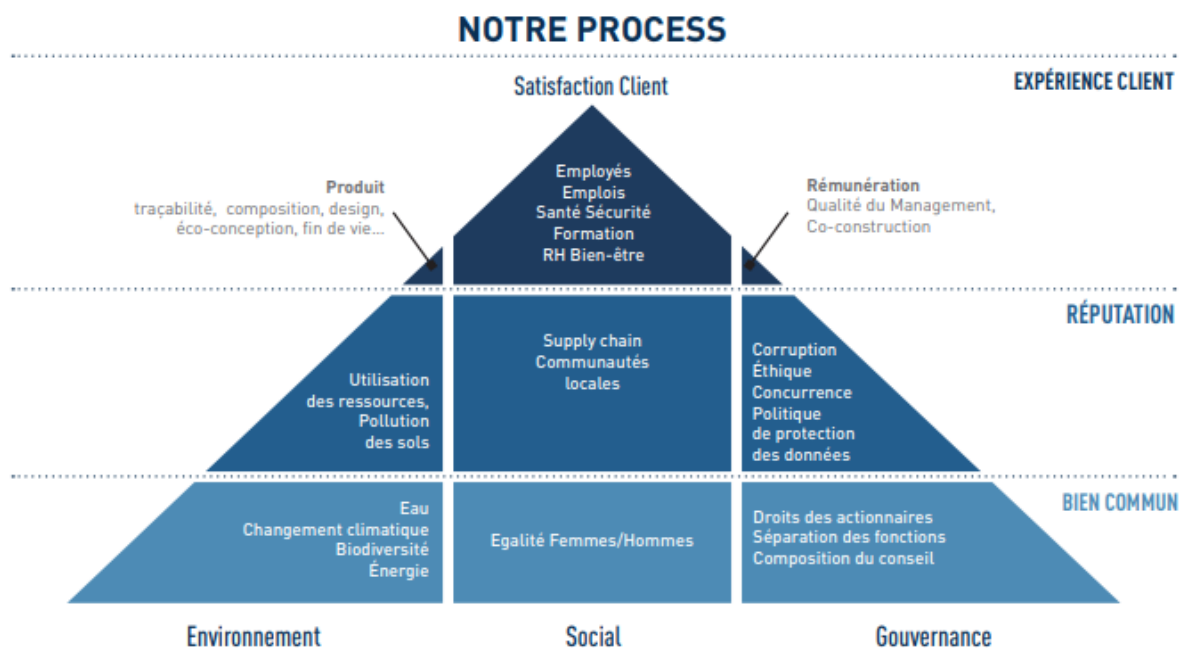 NOTRE PROCESS
EXPÉRIENCE CLIENT
Satisfaction Client
Employés
Emplois
Santé Sécurité
Formation
RH Bien-être
Produit
traçabilité, composition, design,
éco-conception, fin de vie...
Rémunération
Qualité du Management,
Co-construction
RÉPUTATION
Utilisation
des ressources,
Pollution
des sols
Supply chain
Communautés
locales
Corruption
Éthique
Concurrence
Politique
de protection
des données
BIEN COMMUN
Eau
Changement climatique
Biodiversité
Énergie
Egalité Femmes/Hommes
Droits des actionnaires
Séparation des fonctions
Composition du conseil
Environnement
Social
Gouvernance